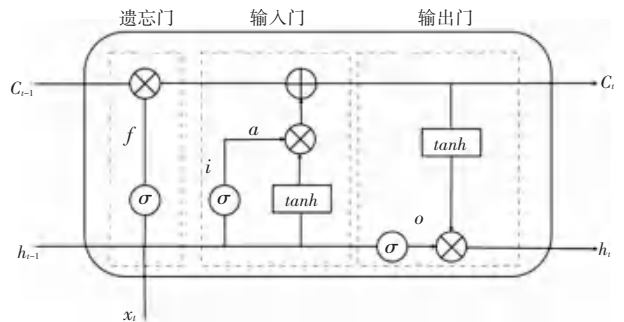 遗忘门 输入门 输出门
C_{t-1} C_t
f a tanh
i
σ σ tanh o
h_{t-1} σ h_t
x_t